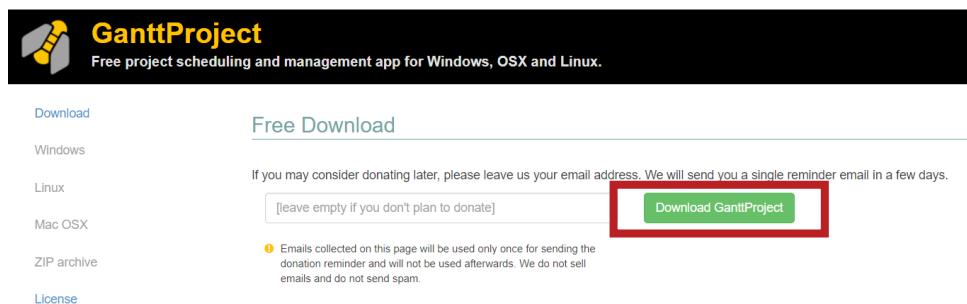 GanttProject
Free project scheduling and management app for Windows, OSX and Linux.
Download
Windows
Linux
Mac OSX
ZIP archive
License
Free Download
If you may consider donating later, please leave us your email address. We will send you a single reminder email in a few days.
[leave empty if you don't plan to donate]
Download GanttProject
Emails collected on this page will be used only once for sending the
donation reminder and will not be used afterwards. We do not sell
emails and do not send spam.